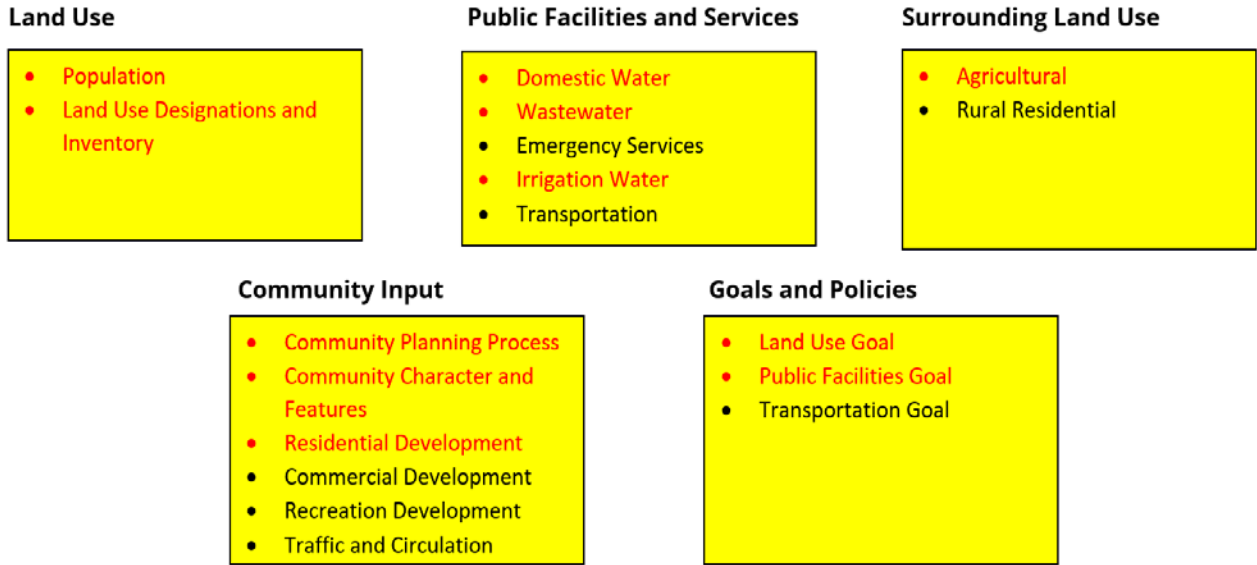 Land Use
• Population
• Land Use Designations and
Inventory
Public Facilities and Services
• Domestic Water
• Wastewater
• Emergency Services
• Irrigation Water
• Transportation
Surrounding Land Use
• Agricultural
• Rural Residential
Community Input
• Community Planning Process
• Community Character and
Features
• Residential Development
• Commercial Development
• Recreation Development
• Traffic and Circulation
Goals and Policies
• Land Use Goal
• Public Facilities Goal
• Transportation Goal